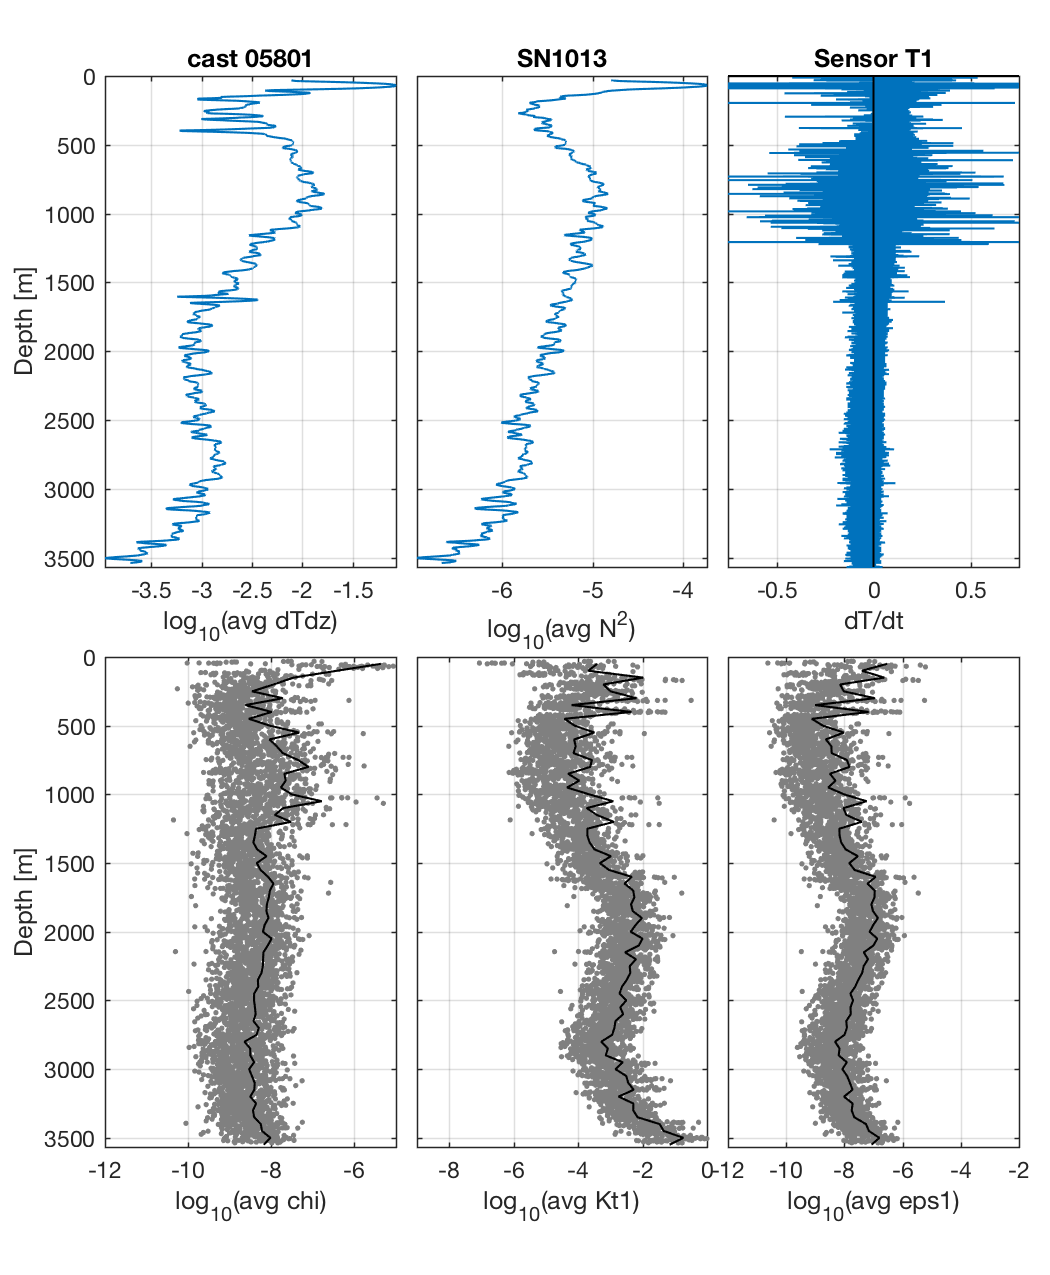 cast 05801 SN1013 Sensor T1
0
500
1000
1500
2000
2500
3000
3500
Depth [m]
-3.5 -3 -2.5 -2 -1.5 -6 -5 -4 -0.5 0 0.5
log10(avg dTdz) log10(avg N2) dT/dt
0
500
1000
1500
2000
2500
3000
3500
Depth [m]
-12 -10 -8 -6 -8 -6 -4 -2 0 -12 -10 -8 -6 -4 -2
log10(avg chi) log10(avg Kt1) log10(avg eps1)